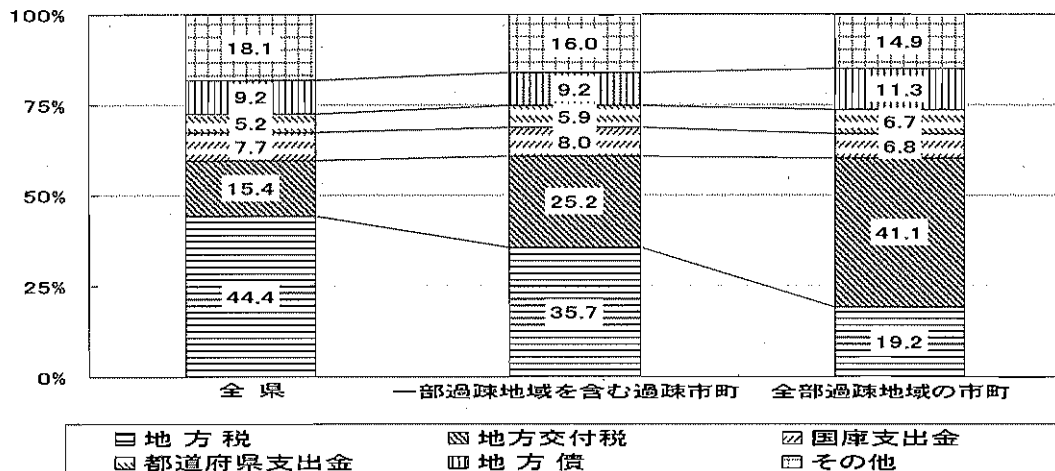 100%
18.1
16.0
14.9
9.2
9.2
11.3
75%
5.2
5.9
6.7
7.7
8.0
6.8
50%
15.4
25.2
41.1
25%
44.4
35.7
19.2
0%
全 県
一部過疎地域を含む過疎市町
全部過疎地域の市町
地 方 税
地方交付税
国庫支出金
都道府県支出金
地 方 債
その他